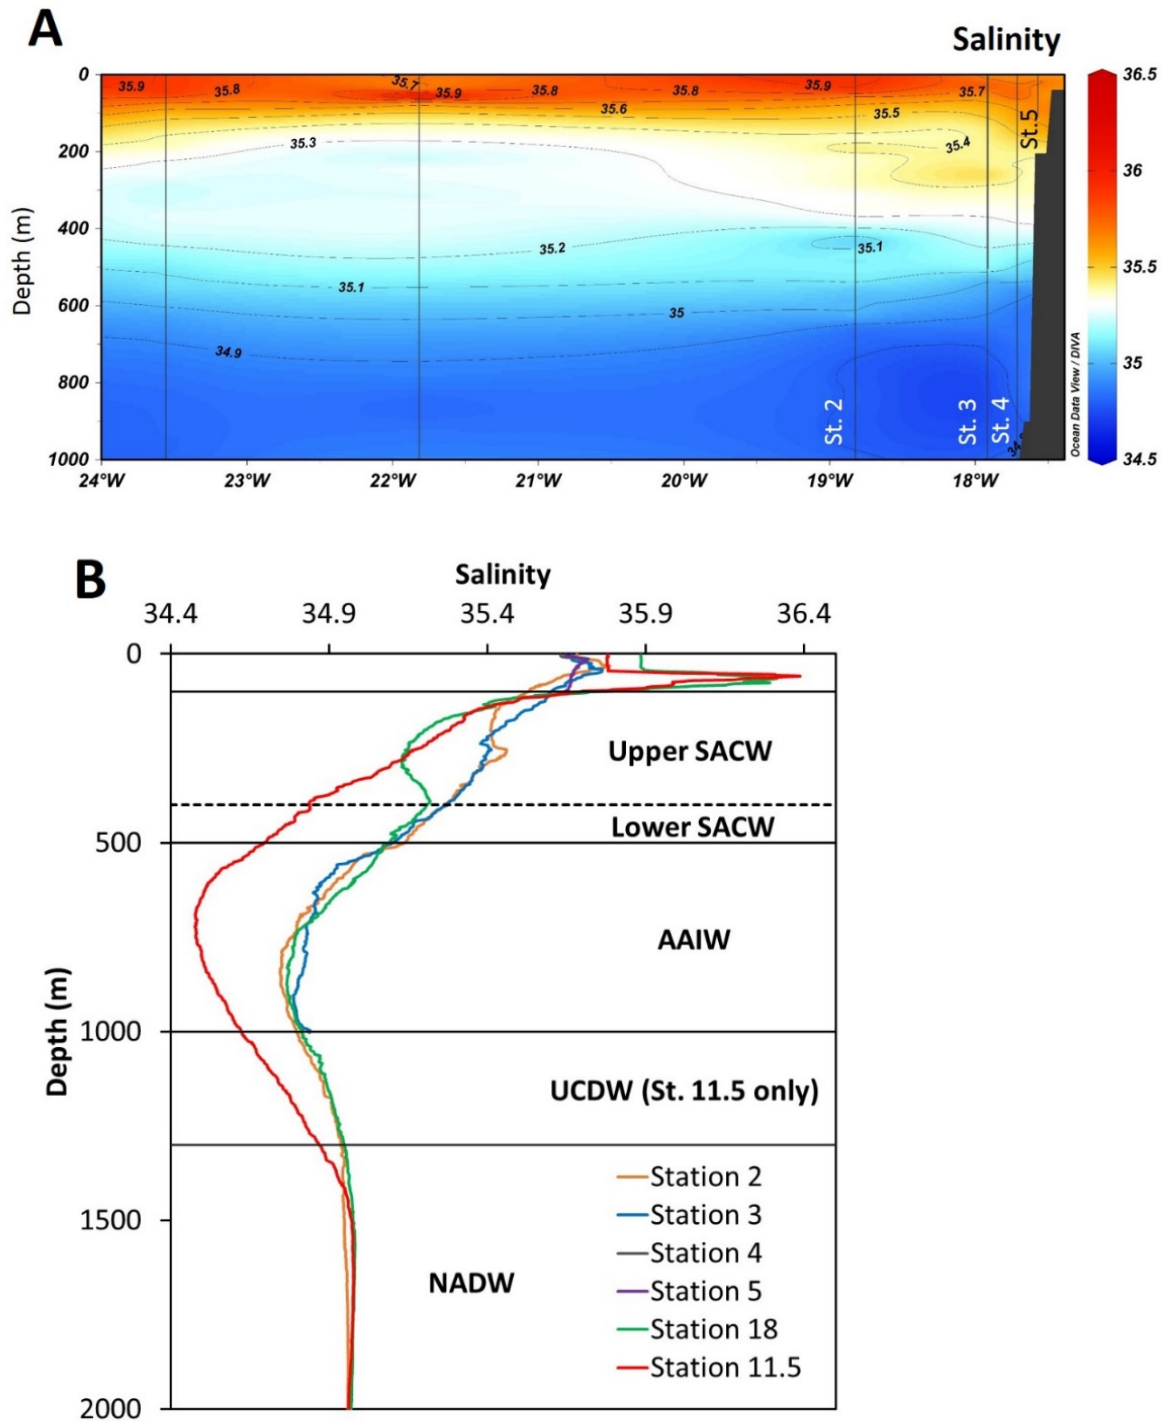 A
Salinity
0
200
400
600
800
1000
Depth (m)
35.9
35.8
35.7
35.9
35.8
35.8
35.9
35.7
35.6
35.5
35.4
35.3
35.2
35.1
35.1
35
34.9
St. 2
St. 3
St. 4
St.5
24°W
23°W
22°W
21°W
20°W
19°W
18°W
Ocean Data View / DIVA
36.5
36
35.5
35
34.5
B
Salinity
34.4 34.9 35.4 35.9 36.4
0
500
1000
1500
2000
Depth (m)
Upper SACW
Lower SACW
AAIW
UCDW (St. 11.5 only)
NADW
Station 2
Station 3
Station 4
Station 5
Station 18
Station 11.5